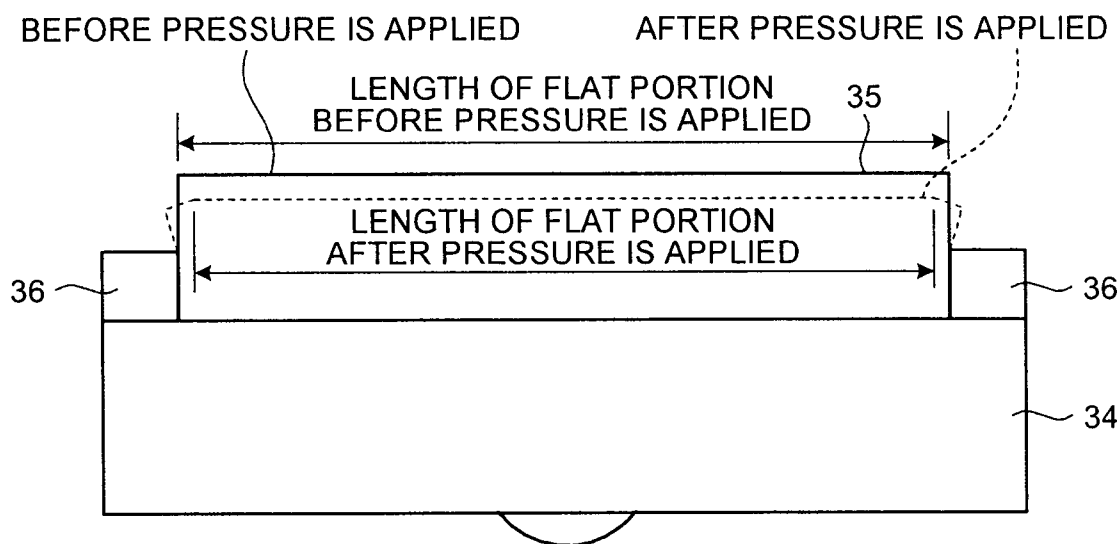 BEFORE PRESSURE IS APPLIED
AFTER PRESSURE IS APPLIED
LENGTH OF FLAT PORTION
BEFORE PRESSURE IS APPLIED
35
LENGTH OF FLAT PORTION
AFTER PRESSURE IS APPLIED
36
36
34